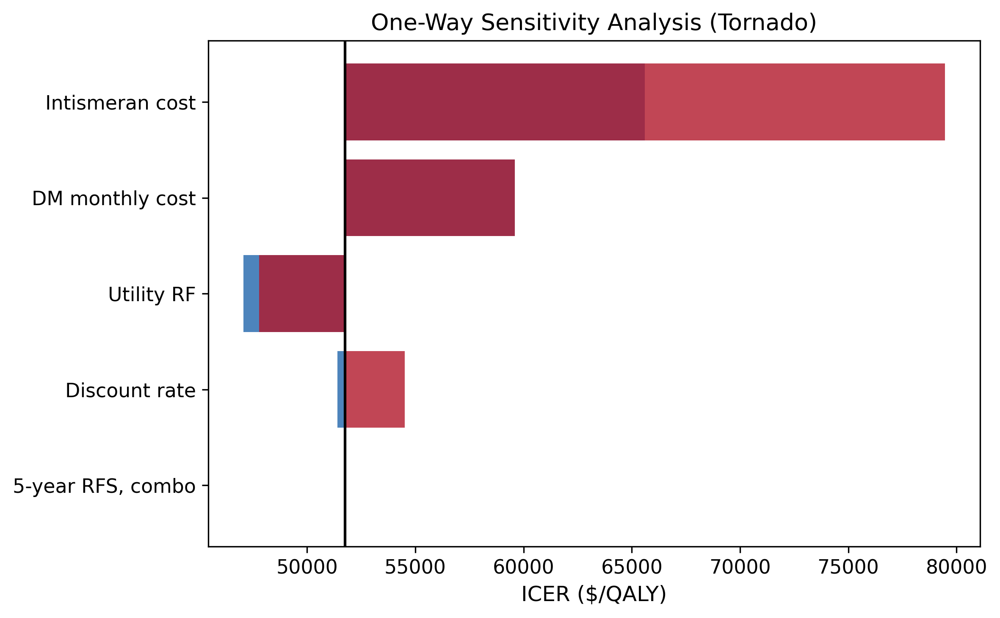 One-Way Sensitivity Analysis (Tornado)
Intismeran cost
DM monthly cost
Utility RF
Discount rate
5-year RFS, combo
50000 55000 60000 65000 70000 75000 80000
ICER ($/QALY)